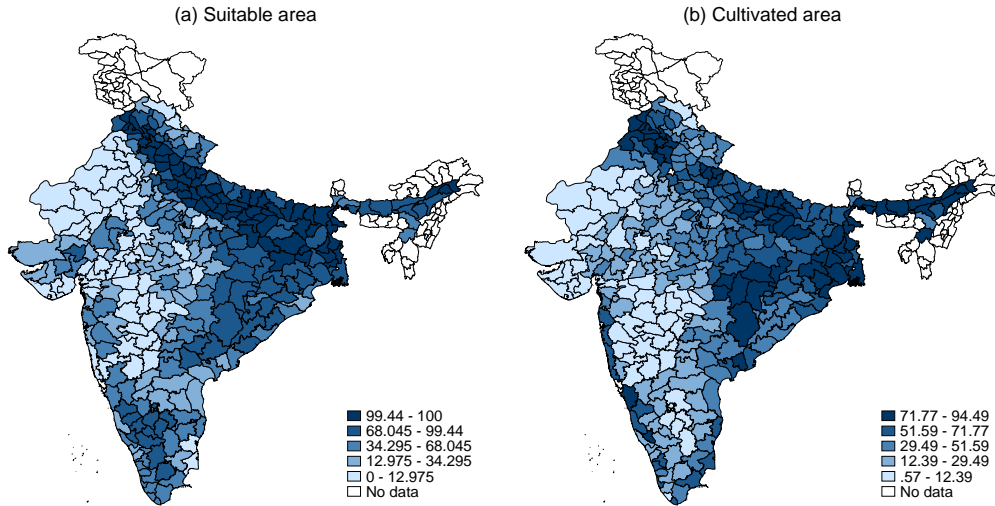 (a) Suitable area
99.44 - 100
68.045 - 99.44
34.295 - 68.045
12.975 - 34.295
0 - 12.975
No data
(b) Cultivated area
71.77 - 94.49
51.59 - 71.77
29.49 - 51.59
12.39 - 29.49
.57 - 12.39
No data